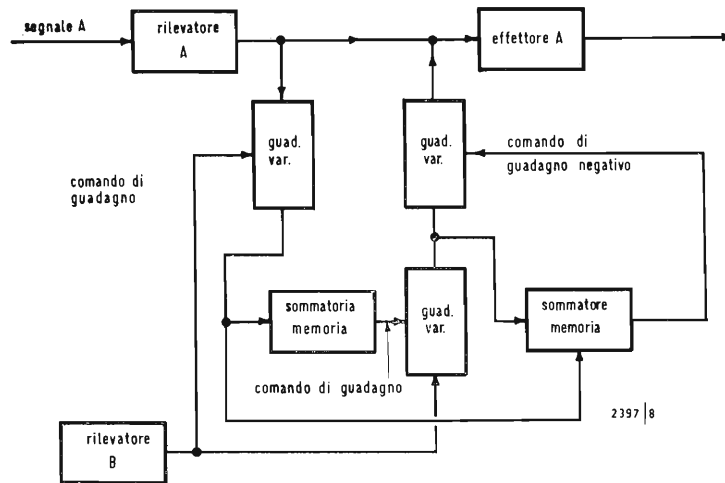 segnale A
rilevatore
A
effettore A
guad.
var.
guad.
var.
comando di
guadagno negativo
comando di
guadagno
sommatoria
memoria
guad.
var.
sommatore
memoria
comando di guadagno
2397|8
rilevatore
B